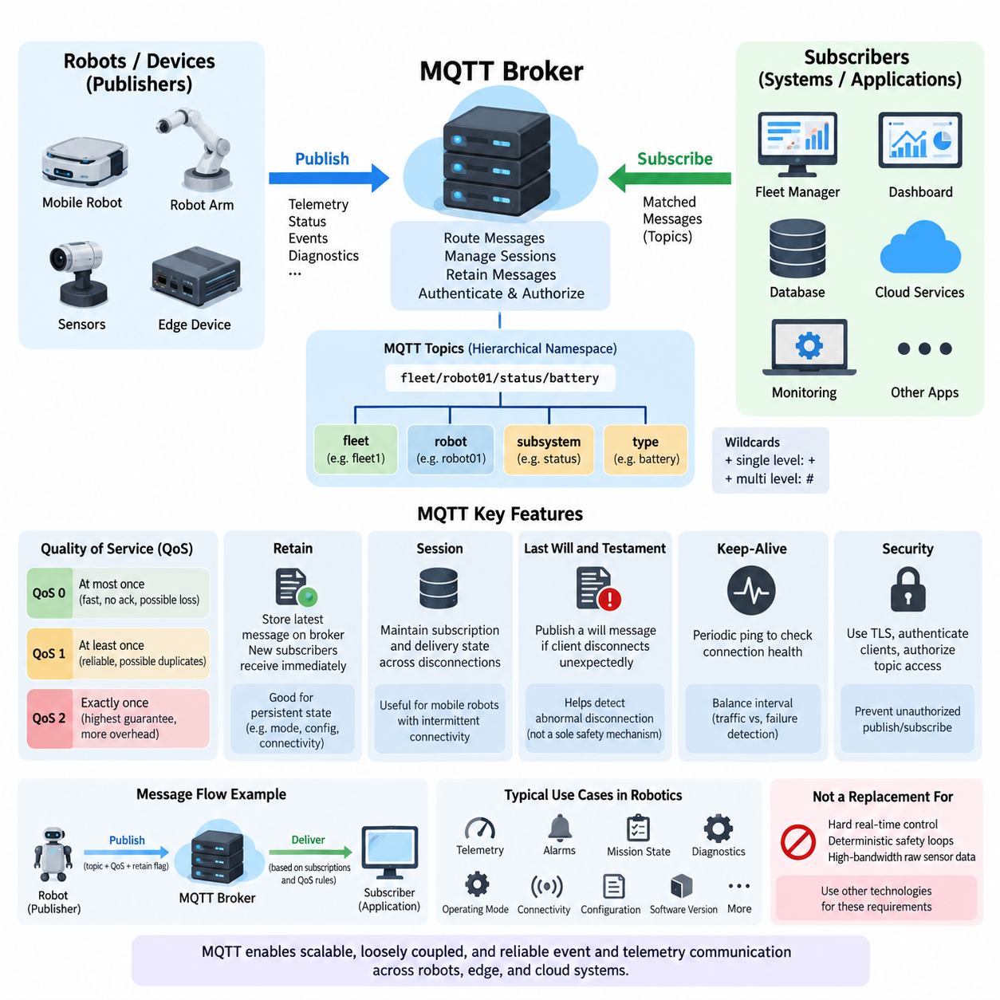 Robots / Devices
(Publishers)
Mobile Robot
Robot Arm
Sensors
Edge Device
Publish
Telemetry
Status
Events
Diagnostics
...
MQTT Broker
Route Messages
Manage Sessions
Retain Messages
Authenticate & Authorize
Subscribe
Matched
Messages
(Topics)
Subscribers
(Systems / Applications)
Fleet Manager
Dashboard
Database
Cloud Services
Monitoring
Other Apps
MQTT Topics (Hierarchical Namespace)
fleet/robot01/status/battery
fleet
(e.g. fleet1)
robot
(e.g. robot01)
subsystem
(e.g. status)
type
(e.g. battery)
Wildcards
+ single level: +
+ multi level: #
MQTT Key Features
Quality of Service (QoS)
QoS 0
At most once
(fast, no ack, possible loss)
QoS 1
At least once
(reliable, possible duplicates)
QoS 2
Exactly once
(highest guarantee,
more overhead)
Retain
Store latest
message on broker
New subscribers
receive immediately
Good for
persistent state
(e.g. mode, config,
connectivity)
Session
Maintain subscription
and delivery state
across disconnections
Useful for mobile robots
with intermittent
connectivity
Last Will and Testament
Publish a will message
if client disconnects
unexpectedly
Helps detect
abnormal disconnection
(not a sole safety mechanism)
Keep-Alive
Periodic ping to check
connection health
Balance interval
(traffic vs, failure
detection)
Security
Use TLS, authenticate
clients, authorize
topic access
Prevent unauthorized
publish/subscribe
Message Flow Example
Robot
(Publisher)
Publish
(topic + QoS + retain flag)
MQTT Broker
Deliver
(based on subscriptions
and QoS rules)
Subscriber
(Application)
Typical Use Cases in Robotics
Telemetry
Alarms
Mission State
Diagnostics
Operating Mode
Connectivity
Configuration
Software Version
More
Not a Replacement For
Hard real-time control
Deterministic safety loops
High-bandwidth raw sensor data
Use other technologies
for these requirements
MQTT enables scalable, loosely coupled, and reliable event and telemetry communication
across robots, edge, and cloud systems.